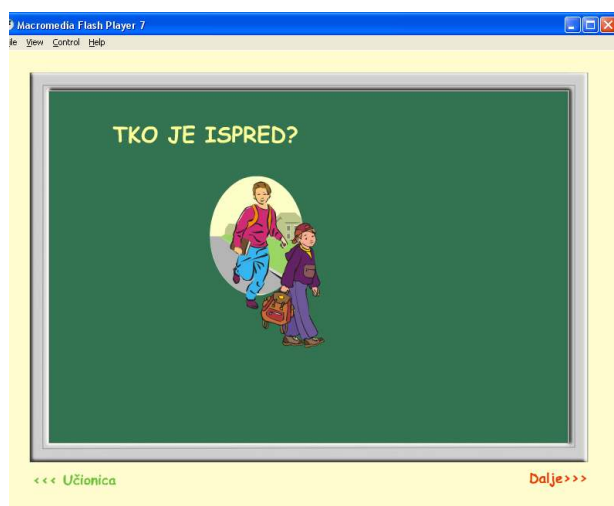 Macromedia Flash Player 7
ile View Control Help
TKO JE ISPRED?
<<< Učionica
Dalje>>>